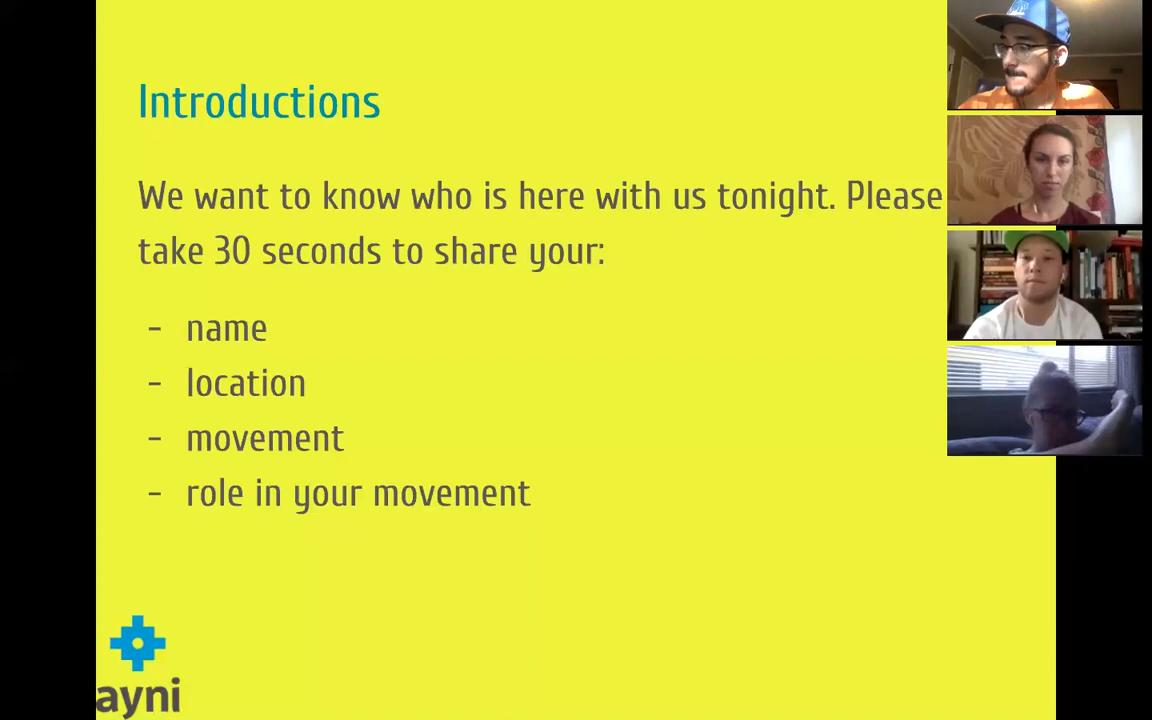 Introductions
We want to know who is here with us tonight. Please
take 30 seconds to share your:
- name
- location
- movement
- role in your movement
ayni